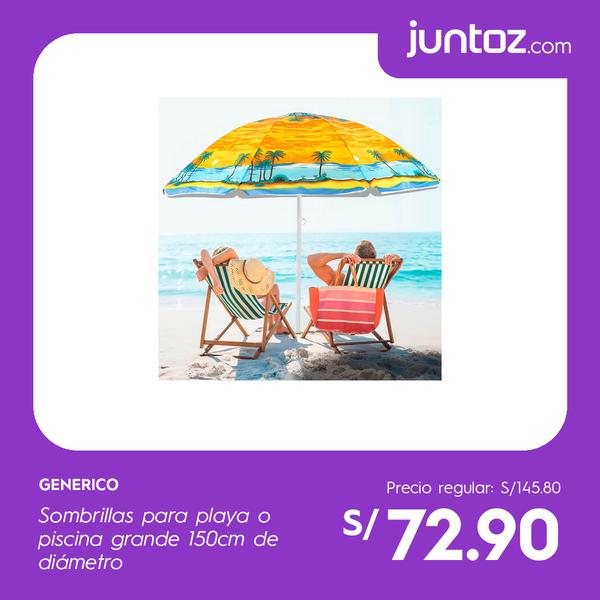 juntoz.com
GENERICO
Sombrillas para playa o
piscina grande 150cm de
diámetro
Precio regular: S/145.80
S/72.90